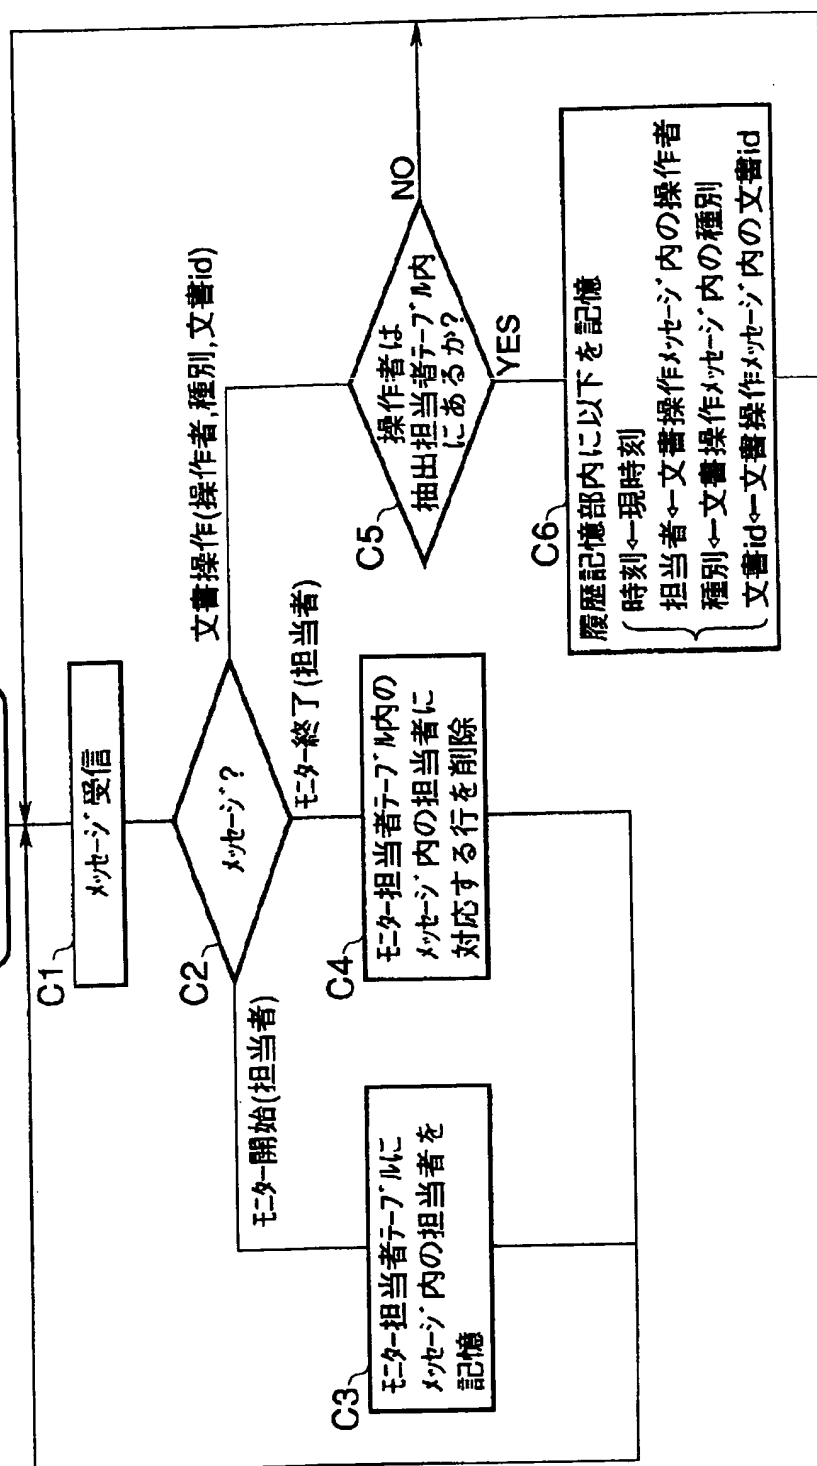 C1
メッセージ受信
C2
メッセージ?
モニター開始(担当者)
モニター終了(担当者)
文書操作(操作者,種別,文書id)
C3
モニター担当者テーブルに
メッセージ内の担当者を
記憶
C4
モニター担当者テーブル内の
メッセージ内の担当者に
対応する行を削除
C5
操作者は
抽出担当者テーブル内
にあるか?
NO
YES
C6
履歴記憶部内に以下を記憶
時刻←現時刻
担当者←文書操作メッセージ内の操作者
種別←文書操作メッセージ内の種別
文書id←文書操作メッセージ内の文書id